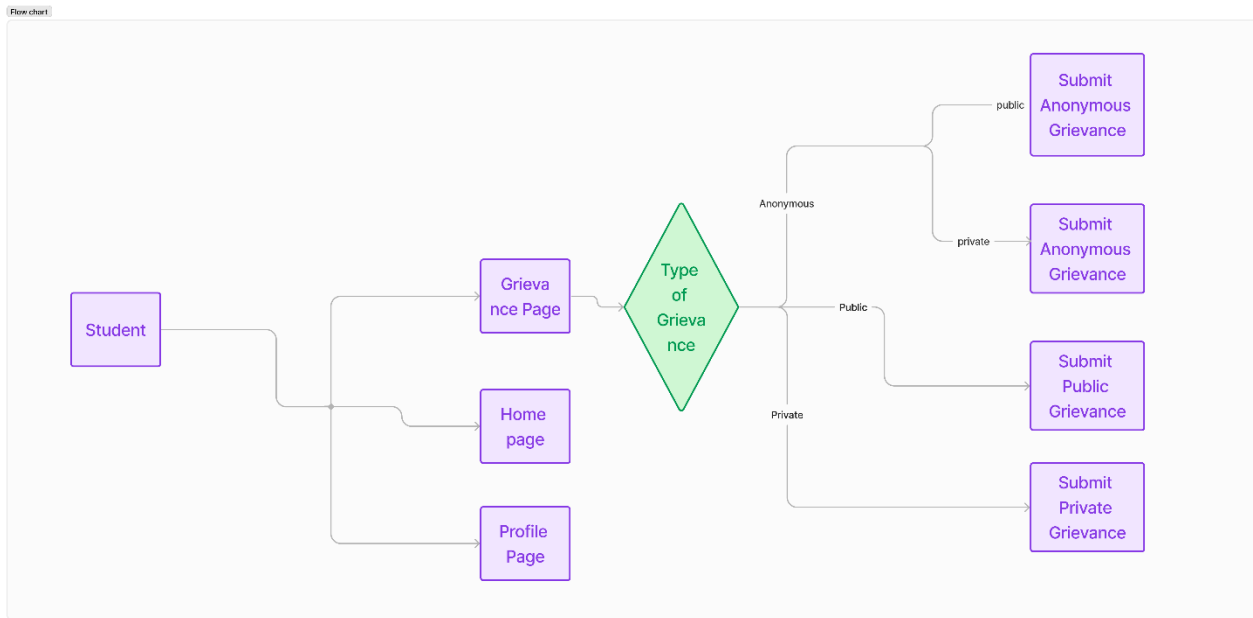 Flow chart
Student
Grieva
nce Page
Home
page
Profile
Page
Type
of
Grieva
nce
Anonymous
Public
Private
public
private
Submit
Anonymous
Grievance
Submit
Anonymous
Grievance
Submit
Public
Grievance
Submit
Private
Grievance